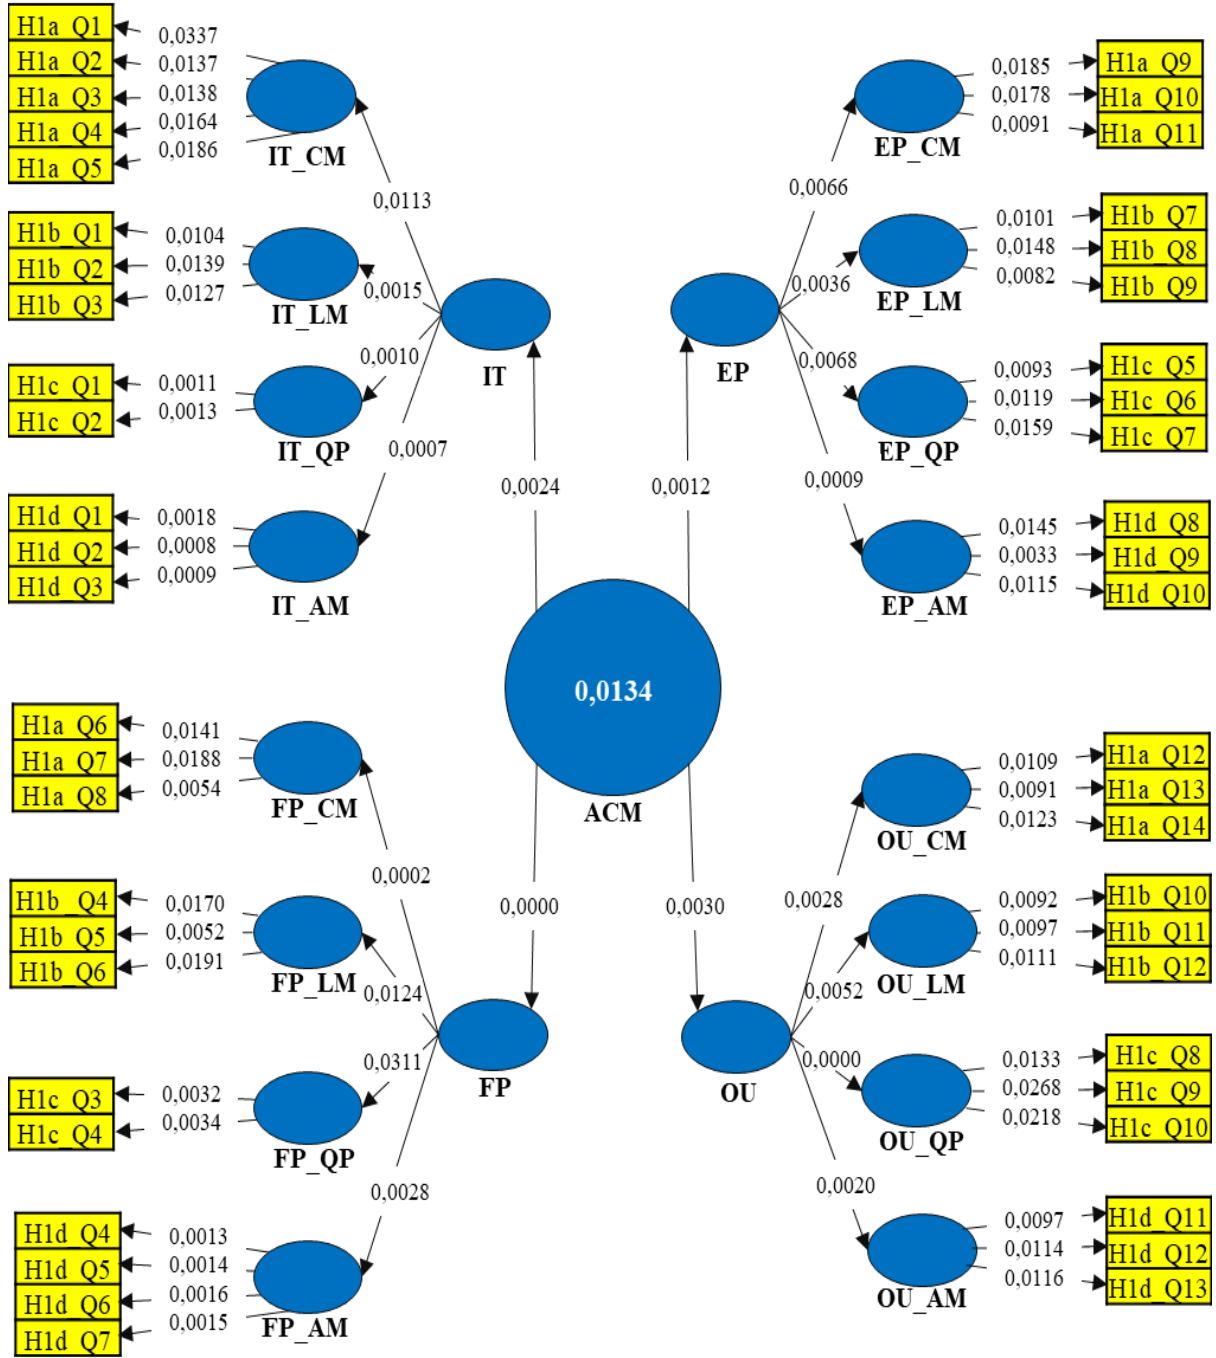 H1a_Q1
H1a_Q2
H1a_Q3
H1a_Q4
H1a_Q5
0,0337
0,0137
0,0138
0,0164
0,0186
IT_CM
0,0113
H1b_Q1
H1b_Q2
H1b_Q3
0,0104
0,0139
0,0127
IT_LM
0,0015
H1c_Q1
H1c_Q2
0,0011
0,0013
IT_QP
0,0010
H1d_Q1
H1d_Q2
H1d_Q3
0,0018
0,0008
0,0009
IT_AM
0,0007
IT
0,0024
EP_CM
0,0066
0,0185
0,0178
0,0091
H1a_Q9
H1a_Q10
H1a_Q11
EP_LM
0,0036
0,0101
0,0148
0,0082
H1b_Q7
H1b_Q8
H1b_Q9
EP_QP
0,0068
0,0093
0,0119
0,0159
H1c_Q5
H1c_Q6
H1c_Q7
EP_AM
0,0009
0,0145
0,0033
0,0115
H1d_Q8
H1d_Q9
H1d_Q10
EP
0,0012
0,0134
ACM
H1a_Q6
H1a_Q7
H1a_Q8
0,0141
0,0188
0,0054
FP_CM
0,0002
H1b_Q4
H1b_Q5
H1b_Q6
0,0170
0,0052
0,0191
FP_LM
0,0124
H1c_Q3
H1c_Q4
0,0032
0,0034
FP_QP
0,0311
H1d_Q4
H1d_Q5
H1d_Q6
H1d_Q7
0,0013
0,0014
0,0016
0,0015
FP_AM
0,0028
FP
0,0000
OU_CM
0,0028
0,0109
0,0091
0,0123
H1a_Q12
H1a_Q13
H1a_Q14
OU_LM
0,0052
0,0092
0,0097
0,0111
H1b_Q10
H1b_Q11
H1b_Q12
OU_QP
0,0000
0,0133
0,0268
0,0218
H1c_Q8
H1c_Q9
H1c_Q10
OU_AM
0,0020
0,0097
0,0114
0,0116
H1d_Q11
H1d_Q12
H1d_Q13
OU
0,0030